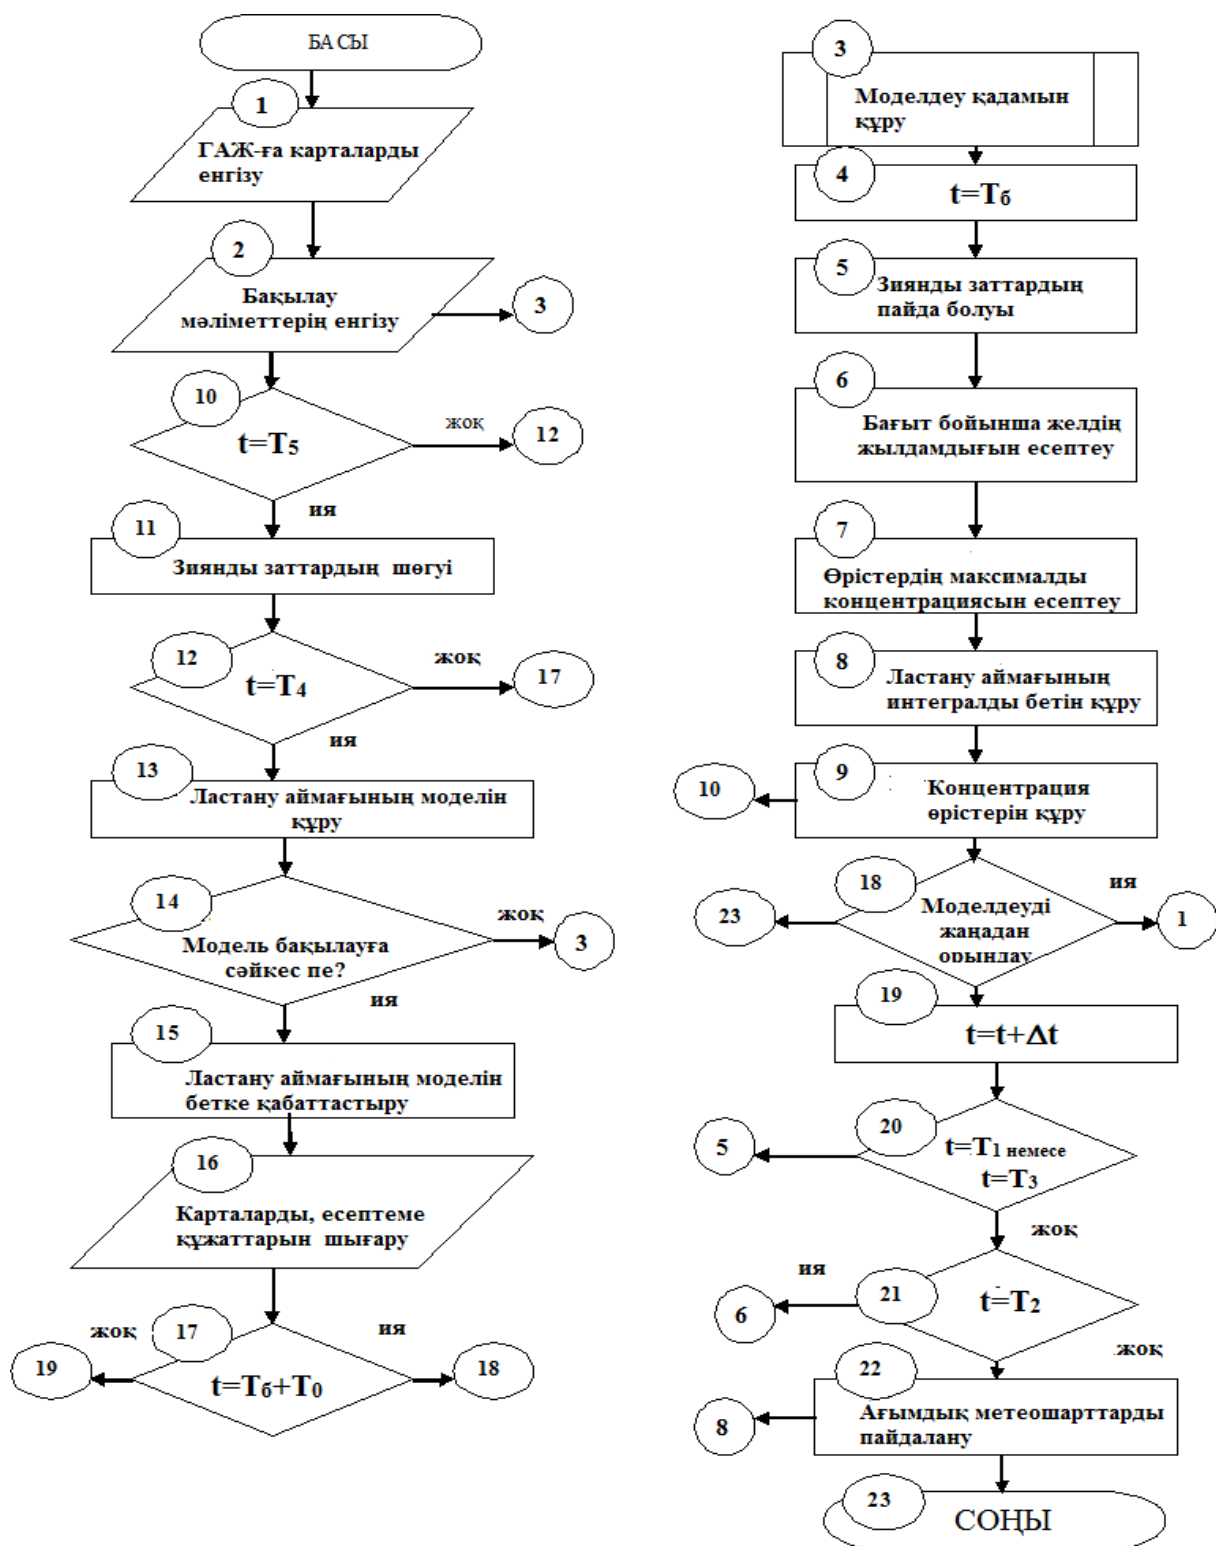 БАСЫ
1
ГАЖ-ға карталарды
енгізу
2
Бақылау
мәліметтерің енгізу
3
10
t=T5
жоқ
12
ия
11
Зиянды заттардың шөгуі
12
t=T4
жоқ
17
ия
13
Ластану аймағының моделін
құру
14
Модель бақылауға
сәйкес пе?
жоқ
3
ия
15
Ластану аймағының моделін
бетке қабаттастыру
16
Карталарды, есептеме
құжаттарын шығару
17
жоқ
ия
19
t=Tб+T0
18
3
Моделдеу қадамын
құру
4
t=Tб
5
Зиянды заттардың
пайда болуы
6
Бағыт бойынша желдің
жылдамдығын есептеу
7
Өрістердің максималды
концентрациясын есептеу
8
Ластану аймағының
интегралды бетін құру
9
Концентрация
өрістерін құру
10
18
Моделдеуді
жаңадан
орындау
ия
23
1
19
t=t+Δt
20
t=T1 немесе
t=T3
5
жоқ
21
t=T2
ия
6
жоқ
22
Ағымдық метеошарттарды
пайдалану
8
23
СОҢЫ